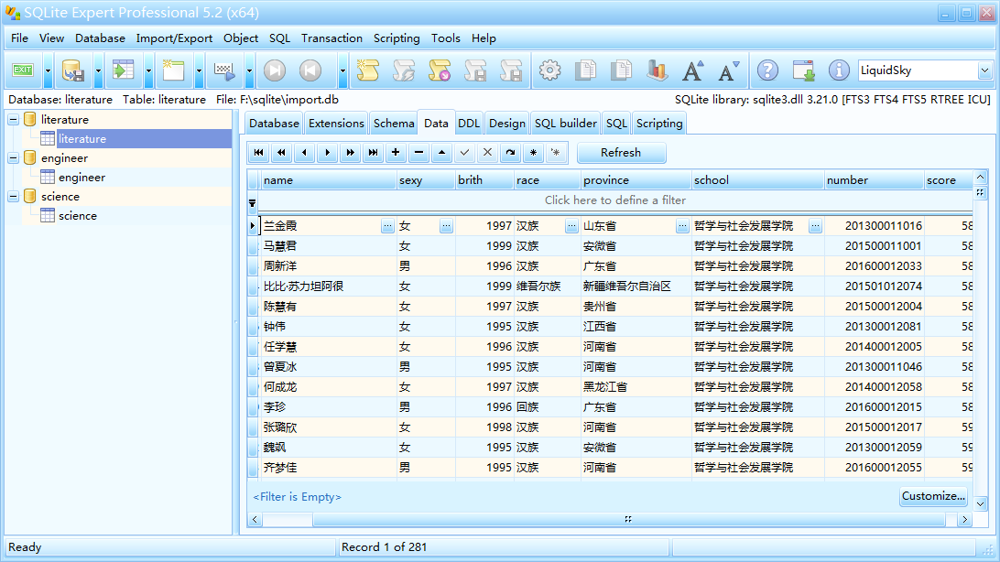 SQLite Expert Professional 5.2 (x64)
File View Database Import/Export Object SQL Transaction Scripting Tools Help
EXIT LiquidSky
Database: literature Table: literature File: F:\sqlite\import.db SQLite library: sqlite3.dll 3.21.0 [FTS3 FTS4 FTS5 RTREE ICU]
literature
literature
engineer
engineer
science
science
Database Extensions Schema Data DDL Design SQL builder SQL Scripting
Refresh
name sexy brith race province school number score
Click here to define a filter
兰金霞 女 1997 汉族 山东省 哲学与社会发展学院 201300011016 58
马慧君 女 1999 汉族 安微省 哲学与社会发展学院 201500011001 58
周新洋 男 1996 汉族 广东省 哲学与社会发展学院 201600012033 58
比比·苏力坦阿很 女 1999 维吾尔族 新疆维吾尔自治区 哲学与社会发展学院 201501012074 58
陈慧有 女 1997 汉族 贵州省 哲学与社会发展学院 201500012004 58
钟伟 女 1995 汉族 江西省 哲学与社会发展学院 201300012081 58
任学慧 女 1996 汉族 河南省 哲学与社会发展学院 201400012005 58
曾夏冰 男 1995 汉族 河南省 哲学与社会发展学院 201300011046 58
何成龙 女 1997 汉族 黑龙江省 哲学与社会发展学院 201400012058 58
李珍 男 1996 回族 广东省 哲学与社会发展学院 201600012015 58
张璐欣 女 1998 汉族 河南省 哲学与社会发展学院 201500012017 59
魏飒 女 1995 汉族 安微省 哲学与社会发展学院 201300012059 59
齐梦佳 男 1995 汉族 河南省 哲学与社会发展学院 201600012055 59
<Filter is Empty> Customize...
Ready Record 1 of 281